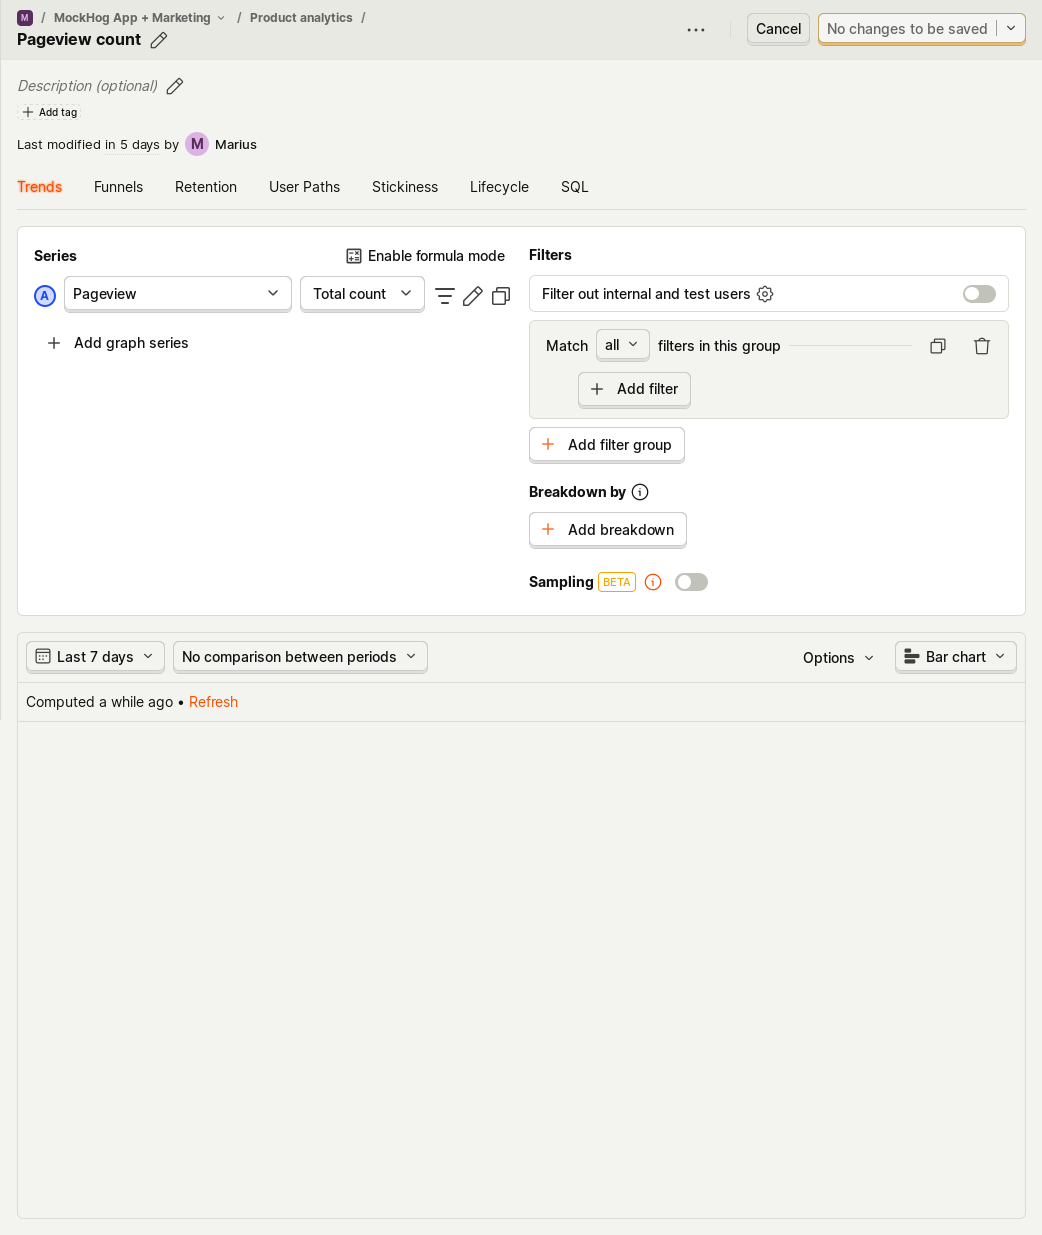 M / MockHog App + Marketing / Product analytics /
Pageview count
Cancel
No changes to be saved
Description (optional)
Add tag
Last modified in 5 days by M Marius
Trends Funnels Retention User Paths Stickiness Lifecycle SQL
Series
Enable formula mode
A Pageview Total count
Add graph series
Filters
Filter out internal and test users
Match all filters in this group
Add filter
Add filter group
Breakdown by
Add breakdown
Sampling BETA
Last 7 days No comparison between periods Options Bar chart
Computed a while ago • Refresh